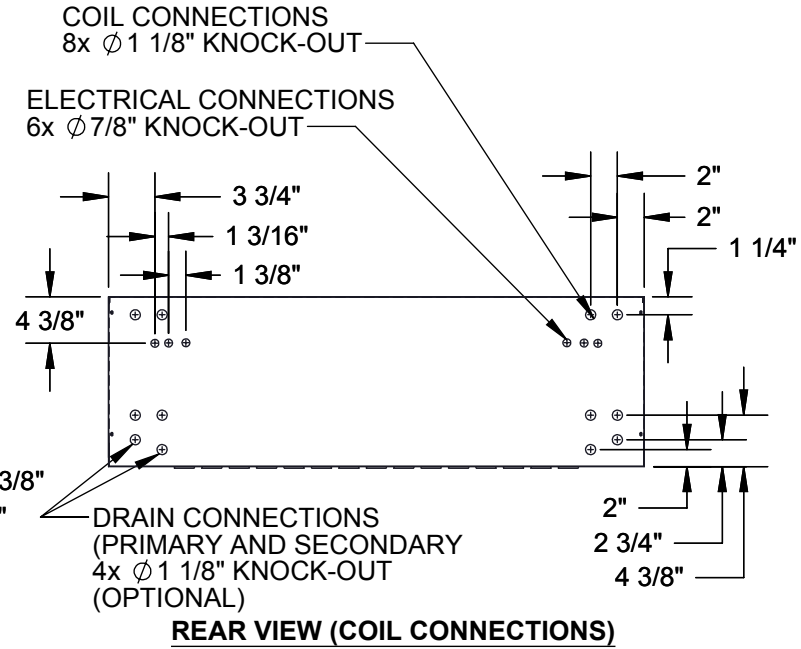 COIL CONNECTIONS
8x ∅1 1/8" KNOCK-OUT
ELECTRICAL CONNECTIONS
6x ∅7/8" KNOCK-OUT
2"
3 3/4"
2"
1 3/16"
1 1/4"
1 3/8"
4 3/8"
3/8"
"
DRAIN CONNECTIONS
(PRIMARY AND SECONDARY
4x ∅1 1/8" KNOCK-OUT
(OPTIONAL)
2"
2 3/4"
4 3/8"
REAR VIEW (COIL CONNECTIONS)